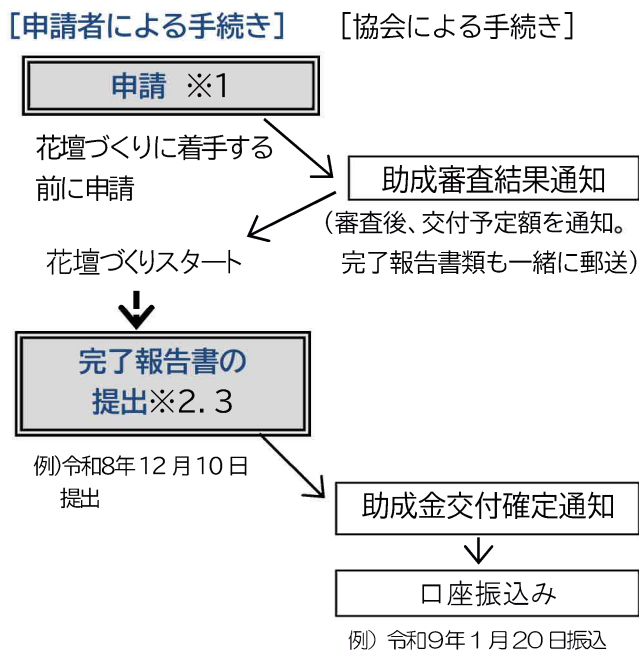 [申請者による手続き] [協会による手続き]
申請 ※1
花壇づくりに着手する
前に申請
助成審査結果通知
(審査後、交付予定額を通知。
完了報告書類も一緒に郵送)
花壇づくりスタート
完了報告書の
提出※2.3
例)令和8年12月10日
提出
助成金交付確定通知
口座振込み
例) 令和9年1月20日振込